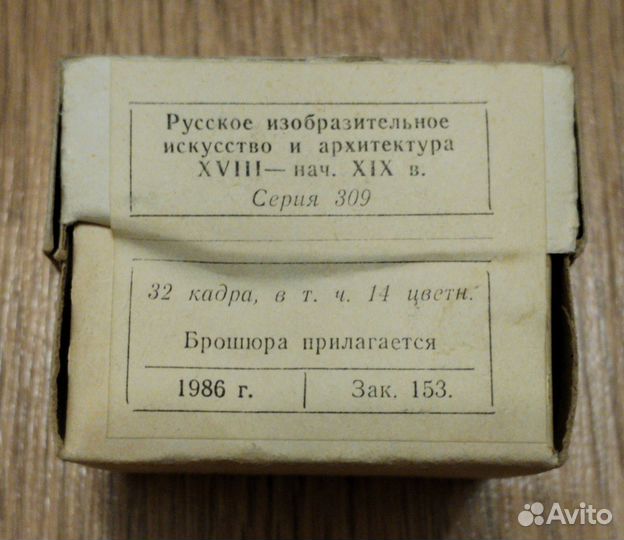 Русское изобразительное
искусство и архитектура
XVIII— нач. XIX в.
Серия 309
32 кадра, в т. ч. 14 цветн.
Брошюра прилагается
1986 г. Зак. 153.
Avito